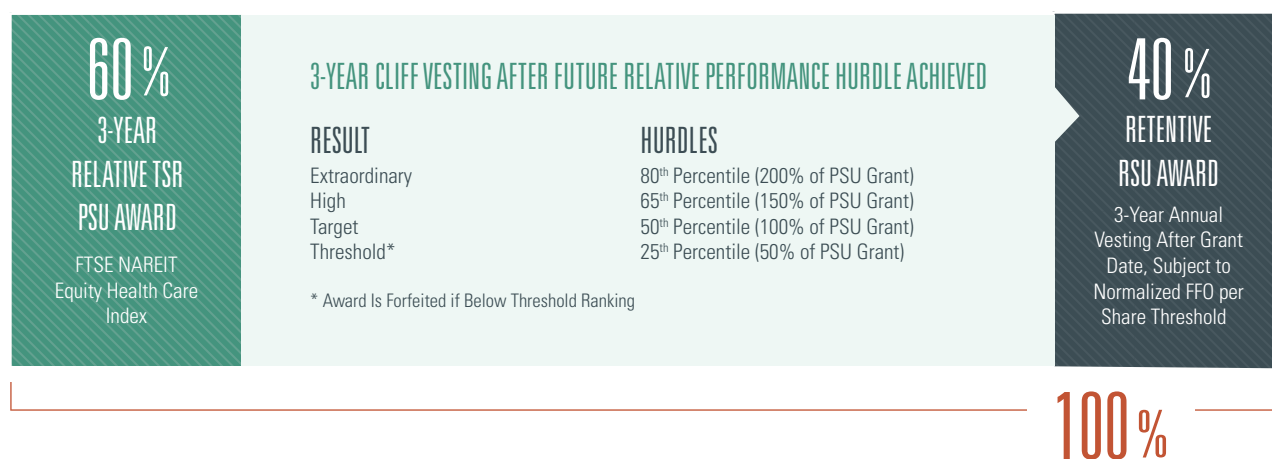 60%
3-YEAR
RELATIVE TSR
PSU AWARD
FTSE NAREIT
Equity Health Care
Index
3-YEAR CLIFF VESTING AFTER FUTURE RELATIVE PERFORMANCE HURDLE ACHIEVED
RESULT HURDLES
Extraordinary 80th Percentile (200% of PSU Grant)
High 65th Percentile (150% of PSU Grant)
Target 50th Percentile (100% of PSU Grant)
Threshold* 25th Percentile (50% of PSU Grant)
* Award Is Forfeited if Below Threshold Ranking
40%
RETENTIVE
RSU AWARD
3-Year Annual
Vesting After Grant
Date, Subject to
Normalized FFO per
Share Threshold
100%